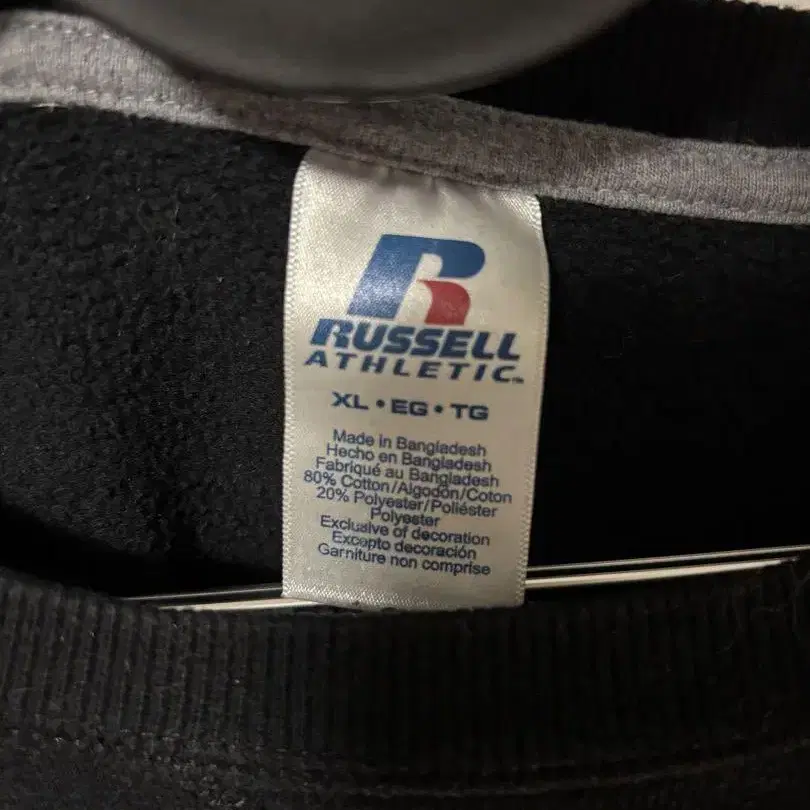 R
RUSSELL
ATHLETIC™
XL • EG • TG
Made in Bangladesh
Hecho en Bangladesh
Fabriqué au Bangladesh
80% Cotton/Algodón/Coton
20% Polyester/Poliéster
Polyester
Exclusive of decoration
Excepto decoración
Garniture non comprise